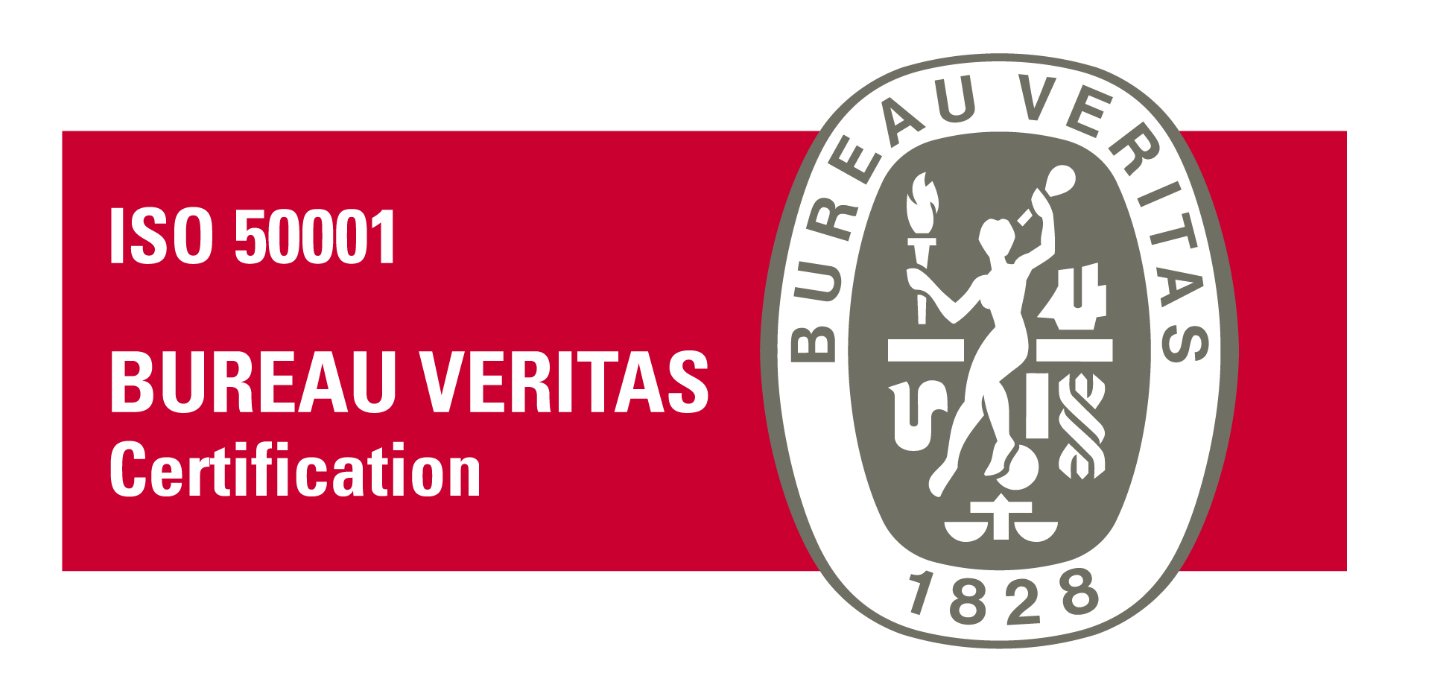 ISO 50001
BUREAU VERITAS
Certification
BUREAU VERITAS
1828